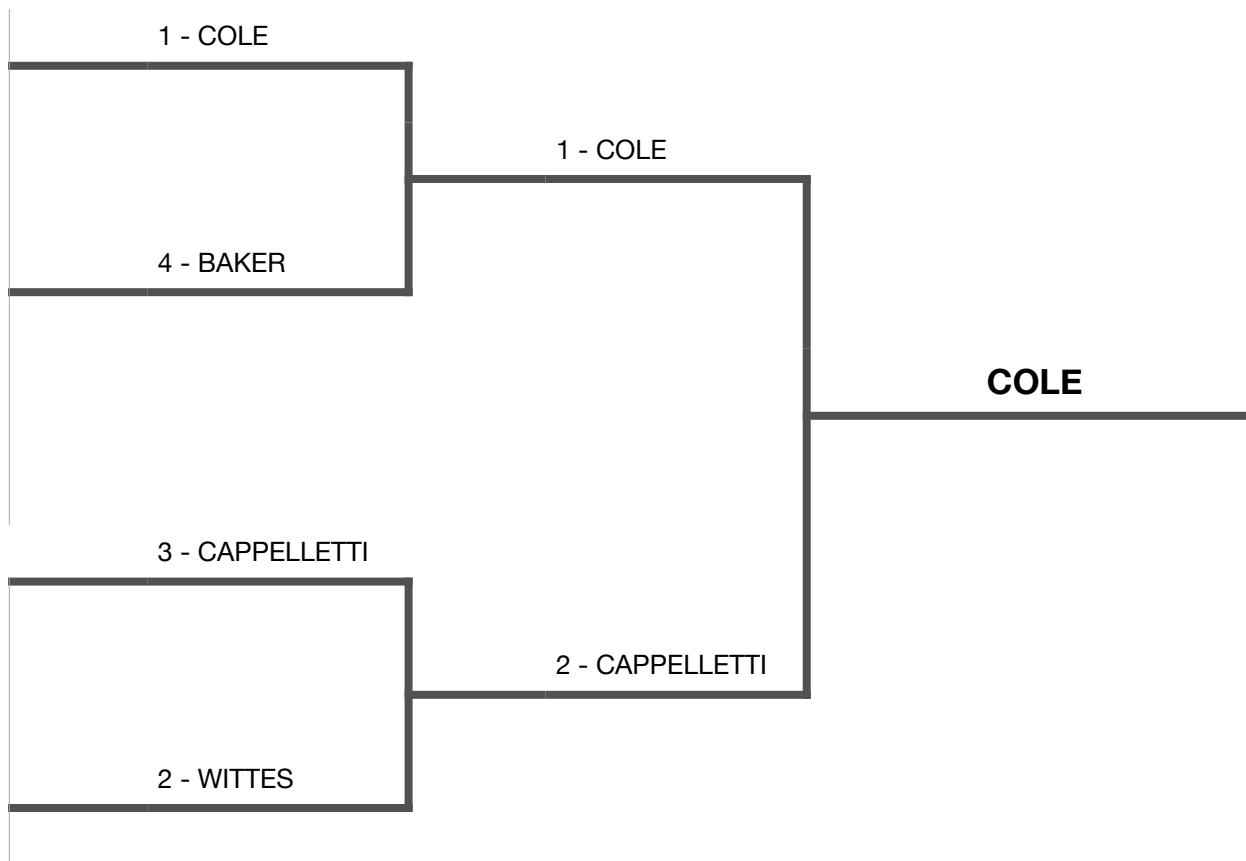 1 - COLE
1 - COLE
4 - BAKER
COLE
3 - CAPPELLETTI
2 - CAPPELLETTI
2 - WITTES